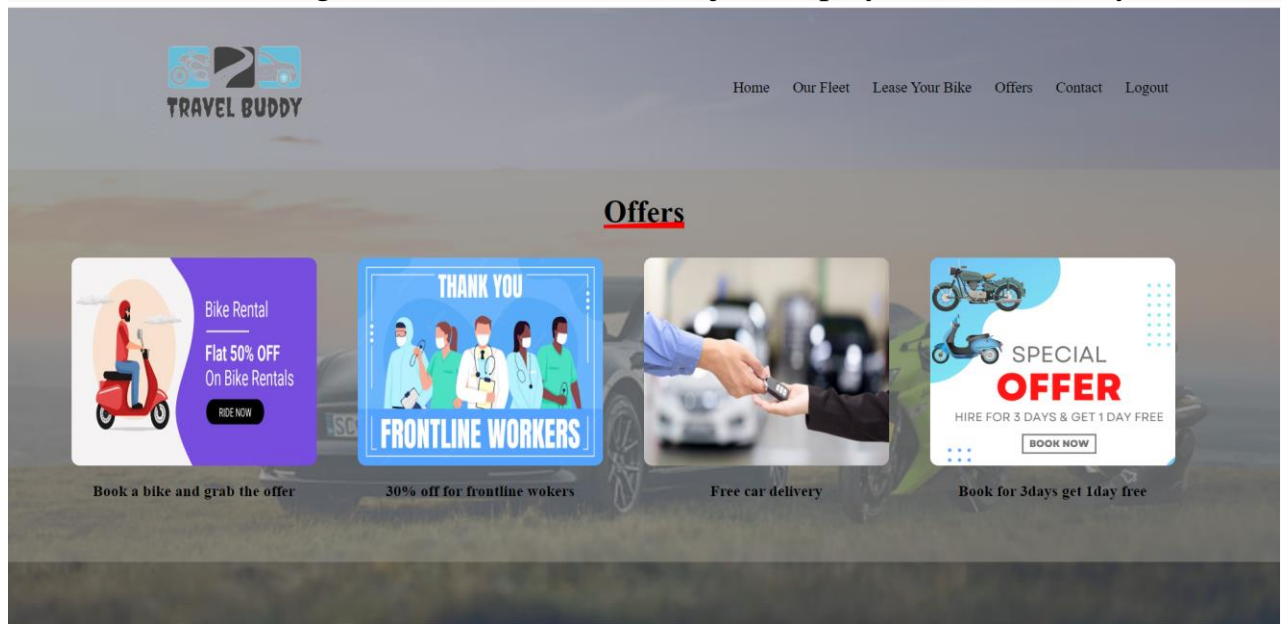 TRAVEL BUDDY
Home Our Fleet Lease Your Bike Offers Contact Logout
Offers
Bike Rental
Flat 50% OFF
On Bike Rentals
RIDE NOW
THANK YOU
FRONTLINE WORKERS
SPECIAL
OFFER
HIRE FOR 3 DAYS & GET 1 DAY FREE
BOOK NOW
Book a bike and grab the offer
30% off for frontline wokers
Free car delivery
Book for 3days get 1day free